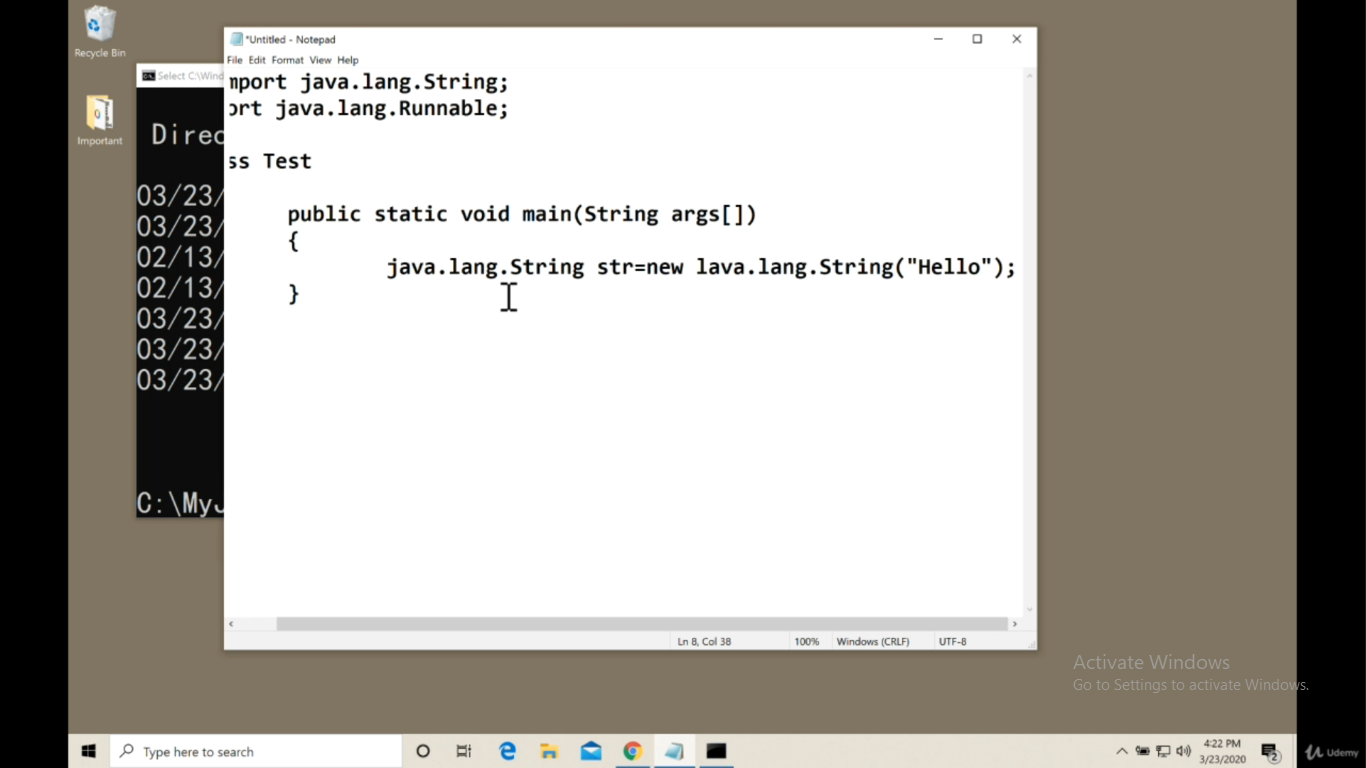 Recycle Bin
Important
Select C:\Wind
Direc
03/23/
03/23/
02/13/
02/13/
03/23/
03/23/
03/23/
C:\MyJ
*Untitled - Notepad
File Edit Format View Help
mport java.lang.String;
ort java.lang.Runnable;
ss Test
public static void main(String args[])
{
java.lang.String str=new lava.lang.String("Hello");
}
Ln 8, Col 38 100% Windows (CRLF) UTF-8
Activate Windows
Go to Settings to activate Windows.
Type here to search
4:22 PM
3/23/2020
2
Udemy